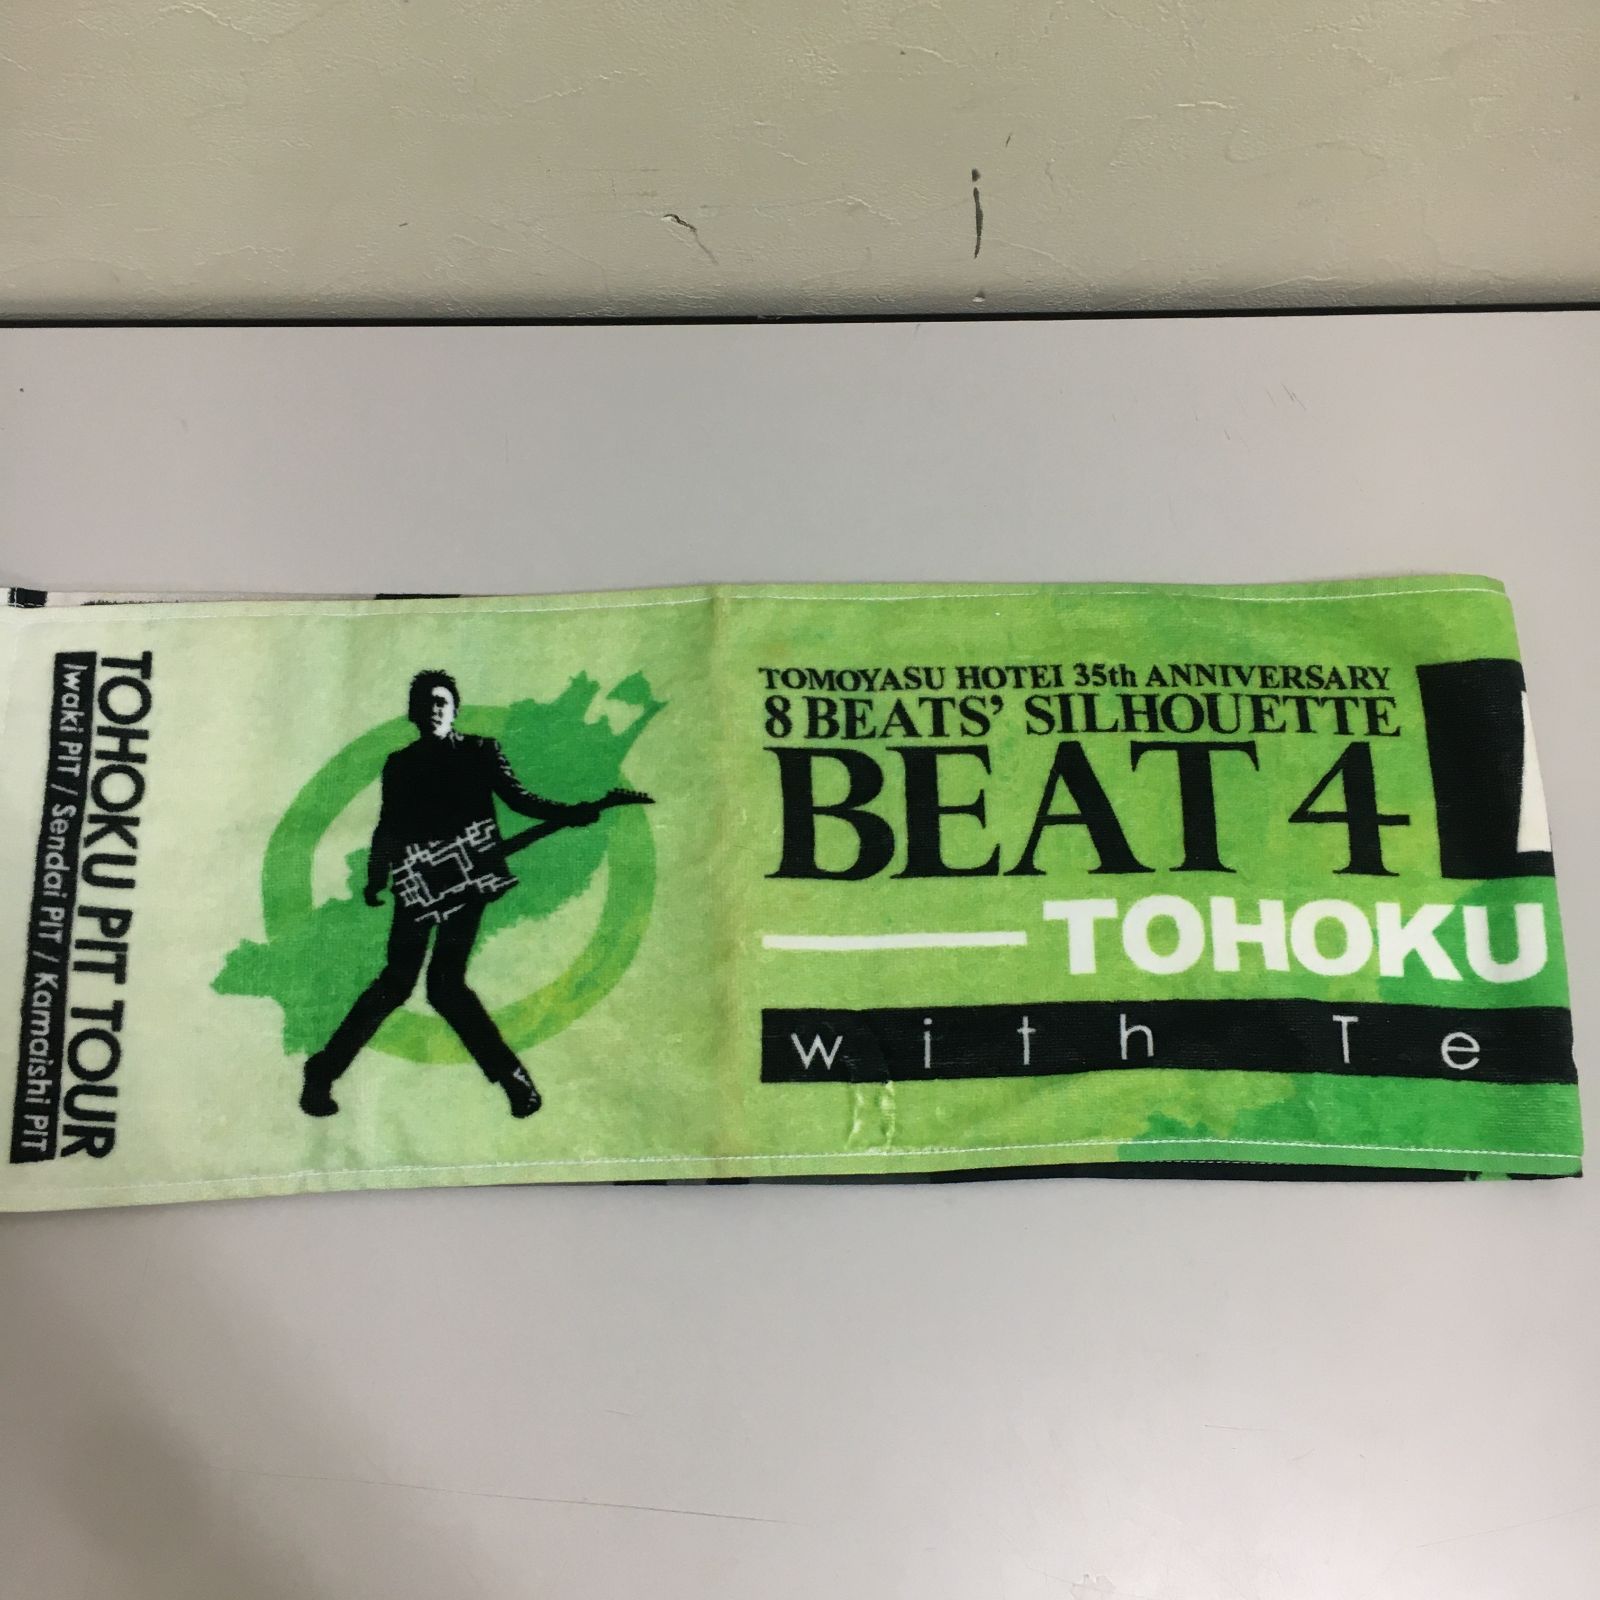 TOHOKU PIT TOUR
Iwaki PIT / Sendai PIT / Kamaishi PIT
TOMOYASU HOTEI 35th ANNIVERSARY
8 BEATS' SILHOUETTE
BEAT 4
TOHOKU
with Te